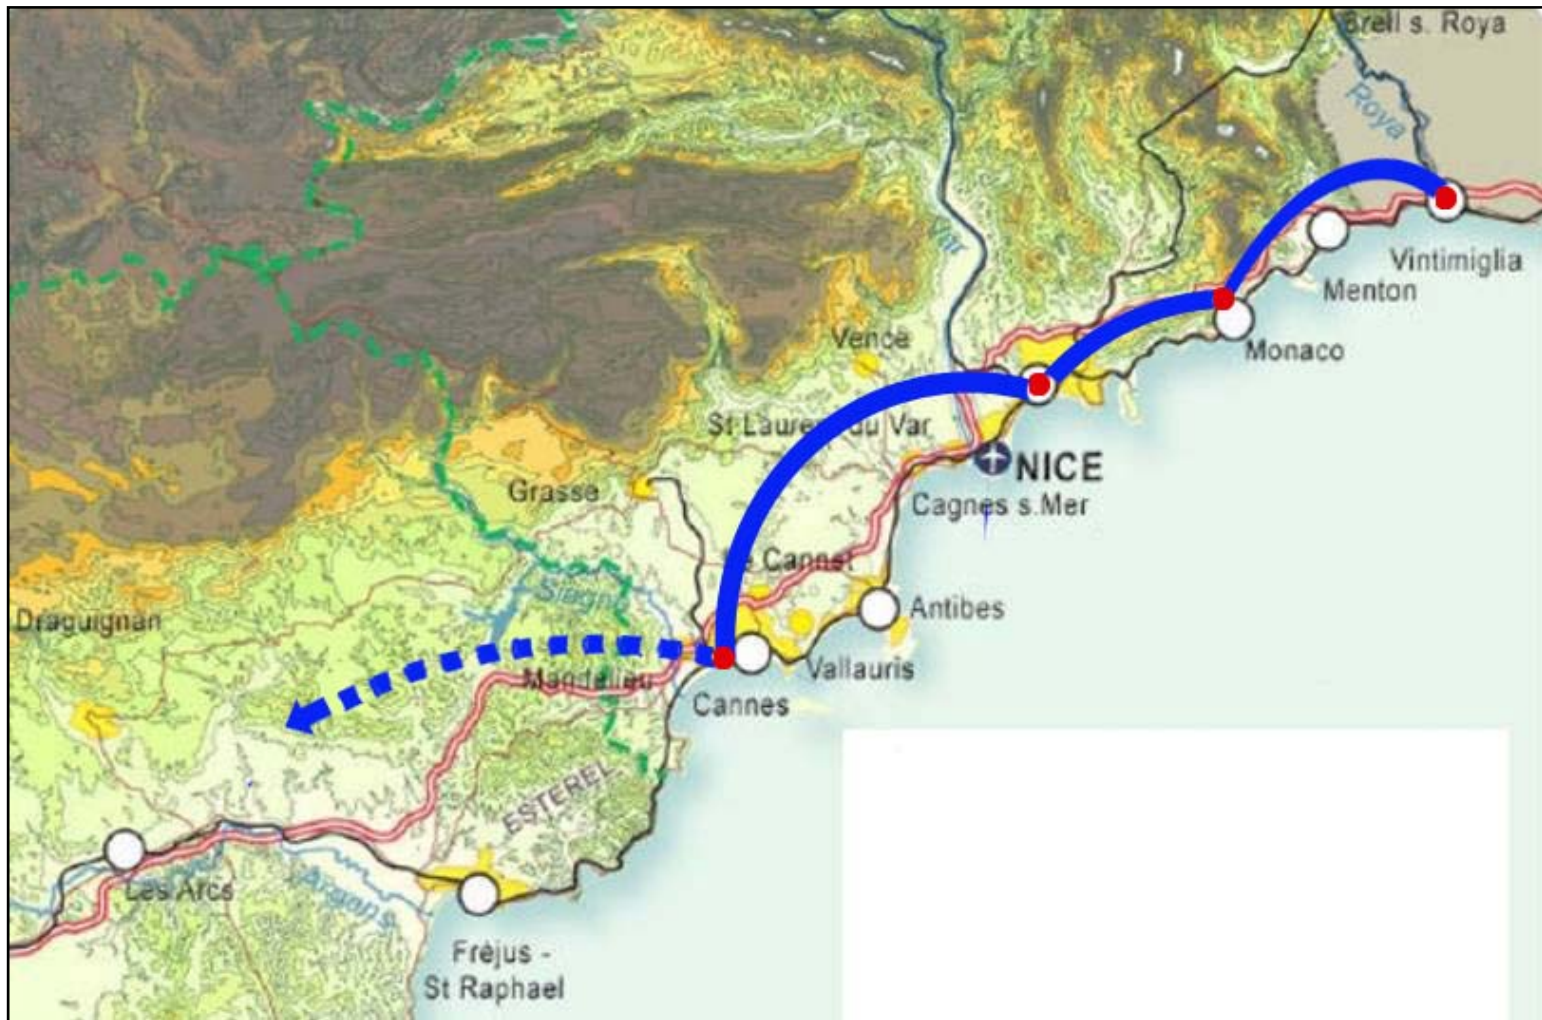 Breil s. Roya
Roya
Vintimiglia
Menton
Monaco
Var
Vence
St Laurent du Var
NICE
Cagnes s.Mer
Grasse
Le Cannet
Antibes
Siagne
Draguignan
Vallauris
Mandelieu
Cannes
ESTEREL
Les Arcs
Argens
Fréjus -
St Raphael